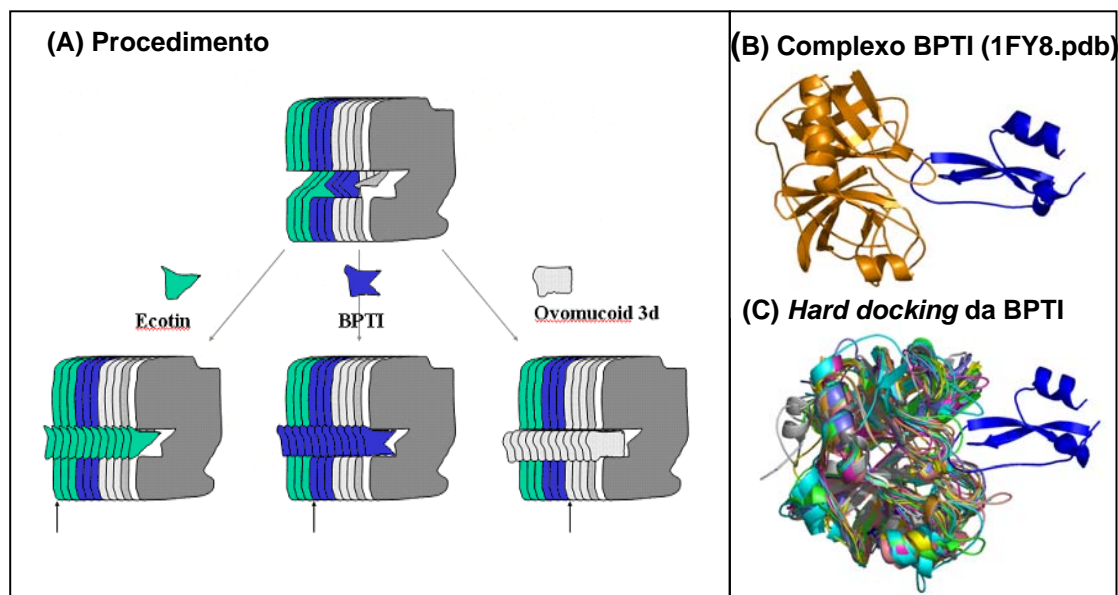 (A) Procedimento
Ecotin
BPTI
Ovomucoid 3d
(B) Complexo BPTI (1FY8.pdb)
(C) Hard docking da BPTI